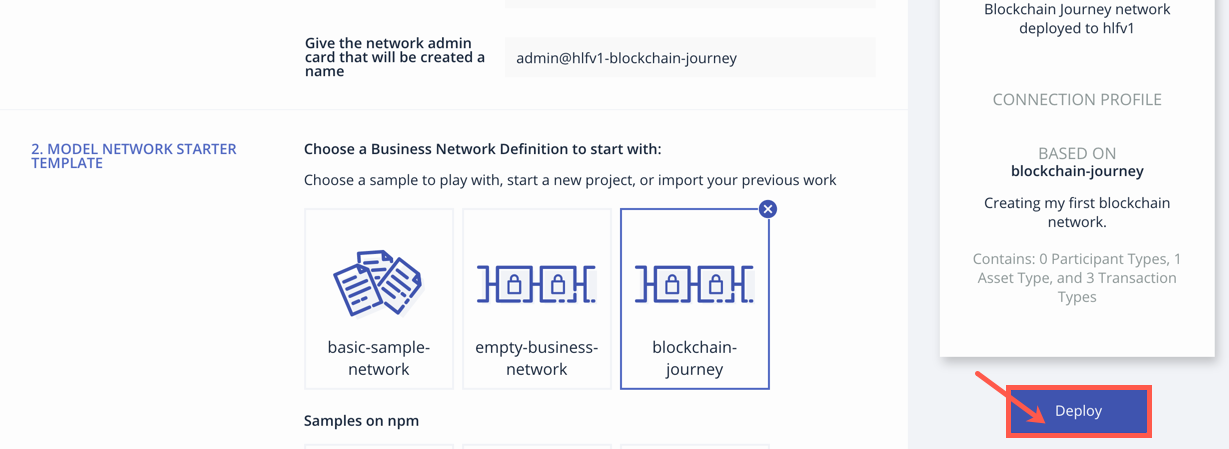 Give the network admin
card that will be created a
name
admin@hlfv1-blockchain-journey
2. MODEL NETWORK STARTER
TEMPLATE
Choose a Business Network Definition to start with:
Choose a sample to play with, start a new project, or import your previous work
basic-sample-
network
empty-business-
network
blockchain-
journey
Samples on npm
Blockchain Journey network
deployed to hlfv1
CONNECTION PROFILE
BASED ON
blockchain-journey
Creating my first blockchain
network.
Contains: 0 Participant Types, 1
Asset Type, and 3 Transaction
Types
Deploy